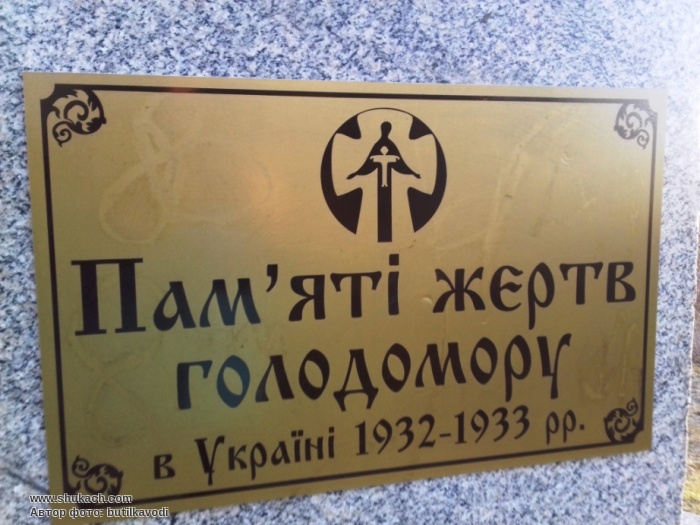 Пам'яті жертв
голодомору
в Україні 1932-1933 рр.
www.shukach.com
Автор фото: butilkavodi